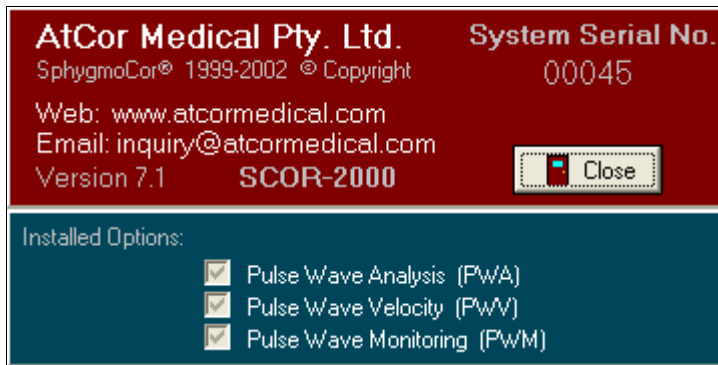 AtCor Medical Pty. Ltd.
System Serial No.
SphygmoCor® 1999-2002 © Copyright
00045
Web: www.atcormedical.com
Email: inquiry@atcormedical.com
Version 7.1 SCOR-2000
Close
Installed Options:
Pulse Wave Analysis (PWA)
Pulse Wave Velocity (PWV)
Pulse Wave Monitoring (PWM)